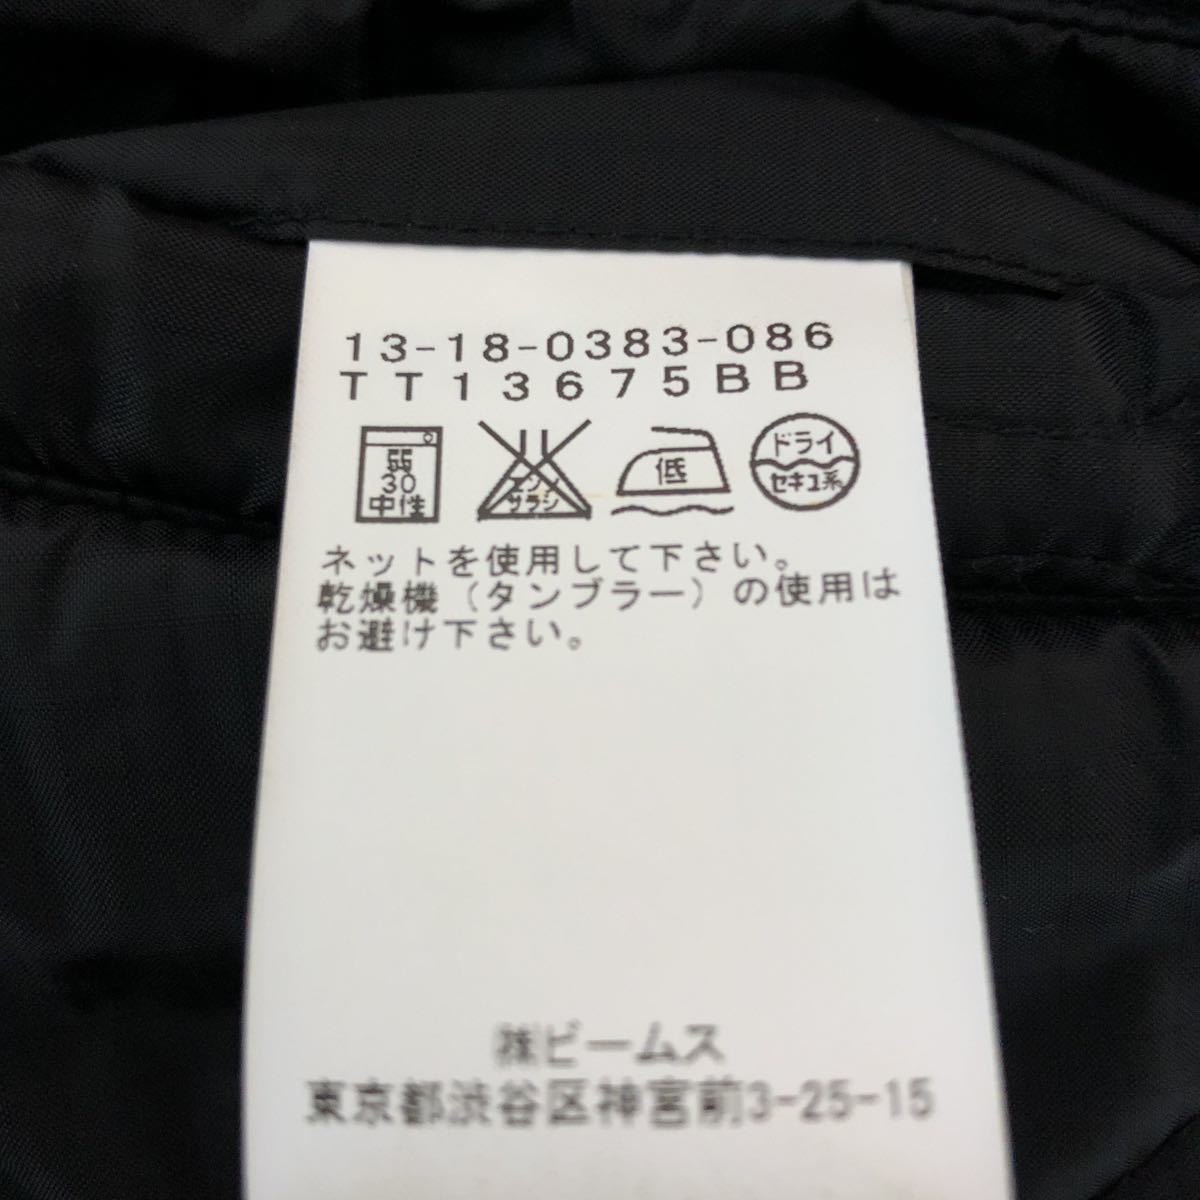 13-18-0383-086
TT13675BB
弱 30 中性
エンソ サラシ
低
ドライ セキユ系
ネットを使用して下さい。
乾燥機（タンブラー）の使用は
お避け下さい。
㈱ビームス
東京都渋谷区神宮前3-25-15